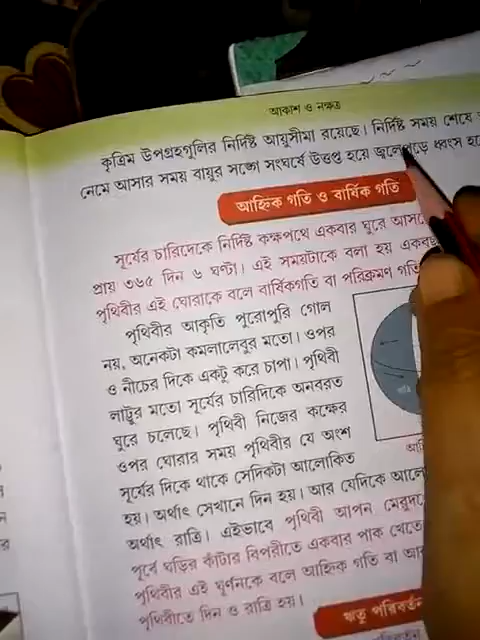 আকাশ ও নক্ষত্র
কৃত্রিম উপগ্রহগুলির নির্দিষ্ট আয়ুসীমা রয়েছে। নির্দিষ্ট সময় শেষে
নেমে আসার সময় বায়ুর সঙ্গে সংঘর্ষে উত্তপ্ত হয়ে জ্বলে ধ্বংস
আহ্নিক গতি ও বার্ষিক গতি
সূর্যের চারিদেকে নির্দিষ্ট কক্ষপথে একবার ঘুরে
প্রায় ৩৬৫ দিন ৬ ঘণ্টা। এই সময়টাকে বলা হয়
পৃথিবীর এই ঘোরাকে বলে বার্ষিকগতি বা পরিক্রমণ গতি
পৃথিবীর আকৃতি পুরোপুরি গোল
নয়, অনেকটা কমলালেবুর মতো। ওপর
ও নীচের দিকে একটু করে চাপা। পৃথিবী
লাট্টুর মতো সূর্যের চারিদিকে অনবরত
ঘুরে চলেছে। পৃথিবী নিজের কক্ষের
ওপর ঘোরার সময় পৃথিবীর যে অংশ
সূর্যের দিকে থাকে সেদিকটা আলোকিত
হয়। অর্থাৎ সেখানে দিন হয়। আর যেদিকে
অর্থাৎ রাত্রি। এইভাবে পৃথিবী আপন
পূর্বে ঘড়ির কাঁটার বিপরীতে একবার পাক খেতে
পৃথিবীর এই ঘূর্ণনকে বলে আহ্নিক গতি বা
পৃথিবীতে দিন ও রাত্রি হয়।
ঋতু পরিবর্তন